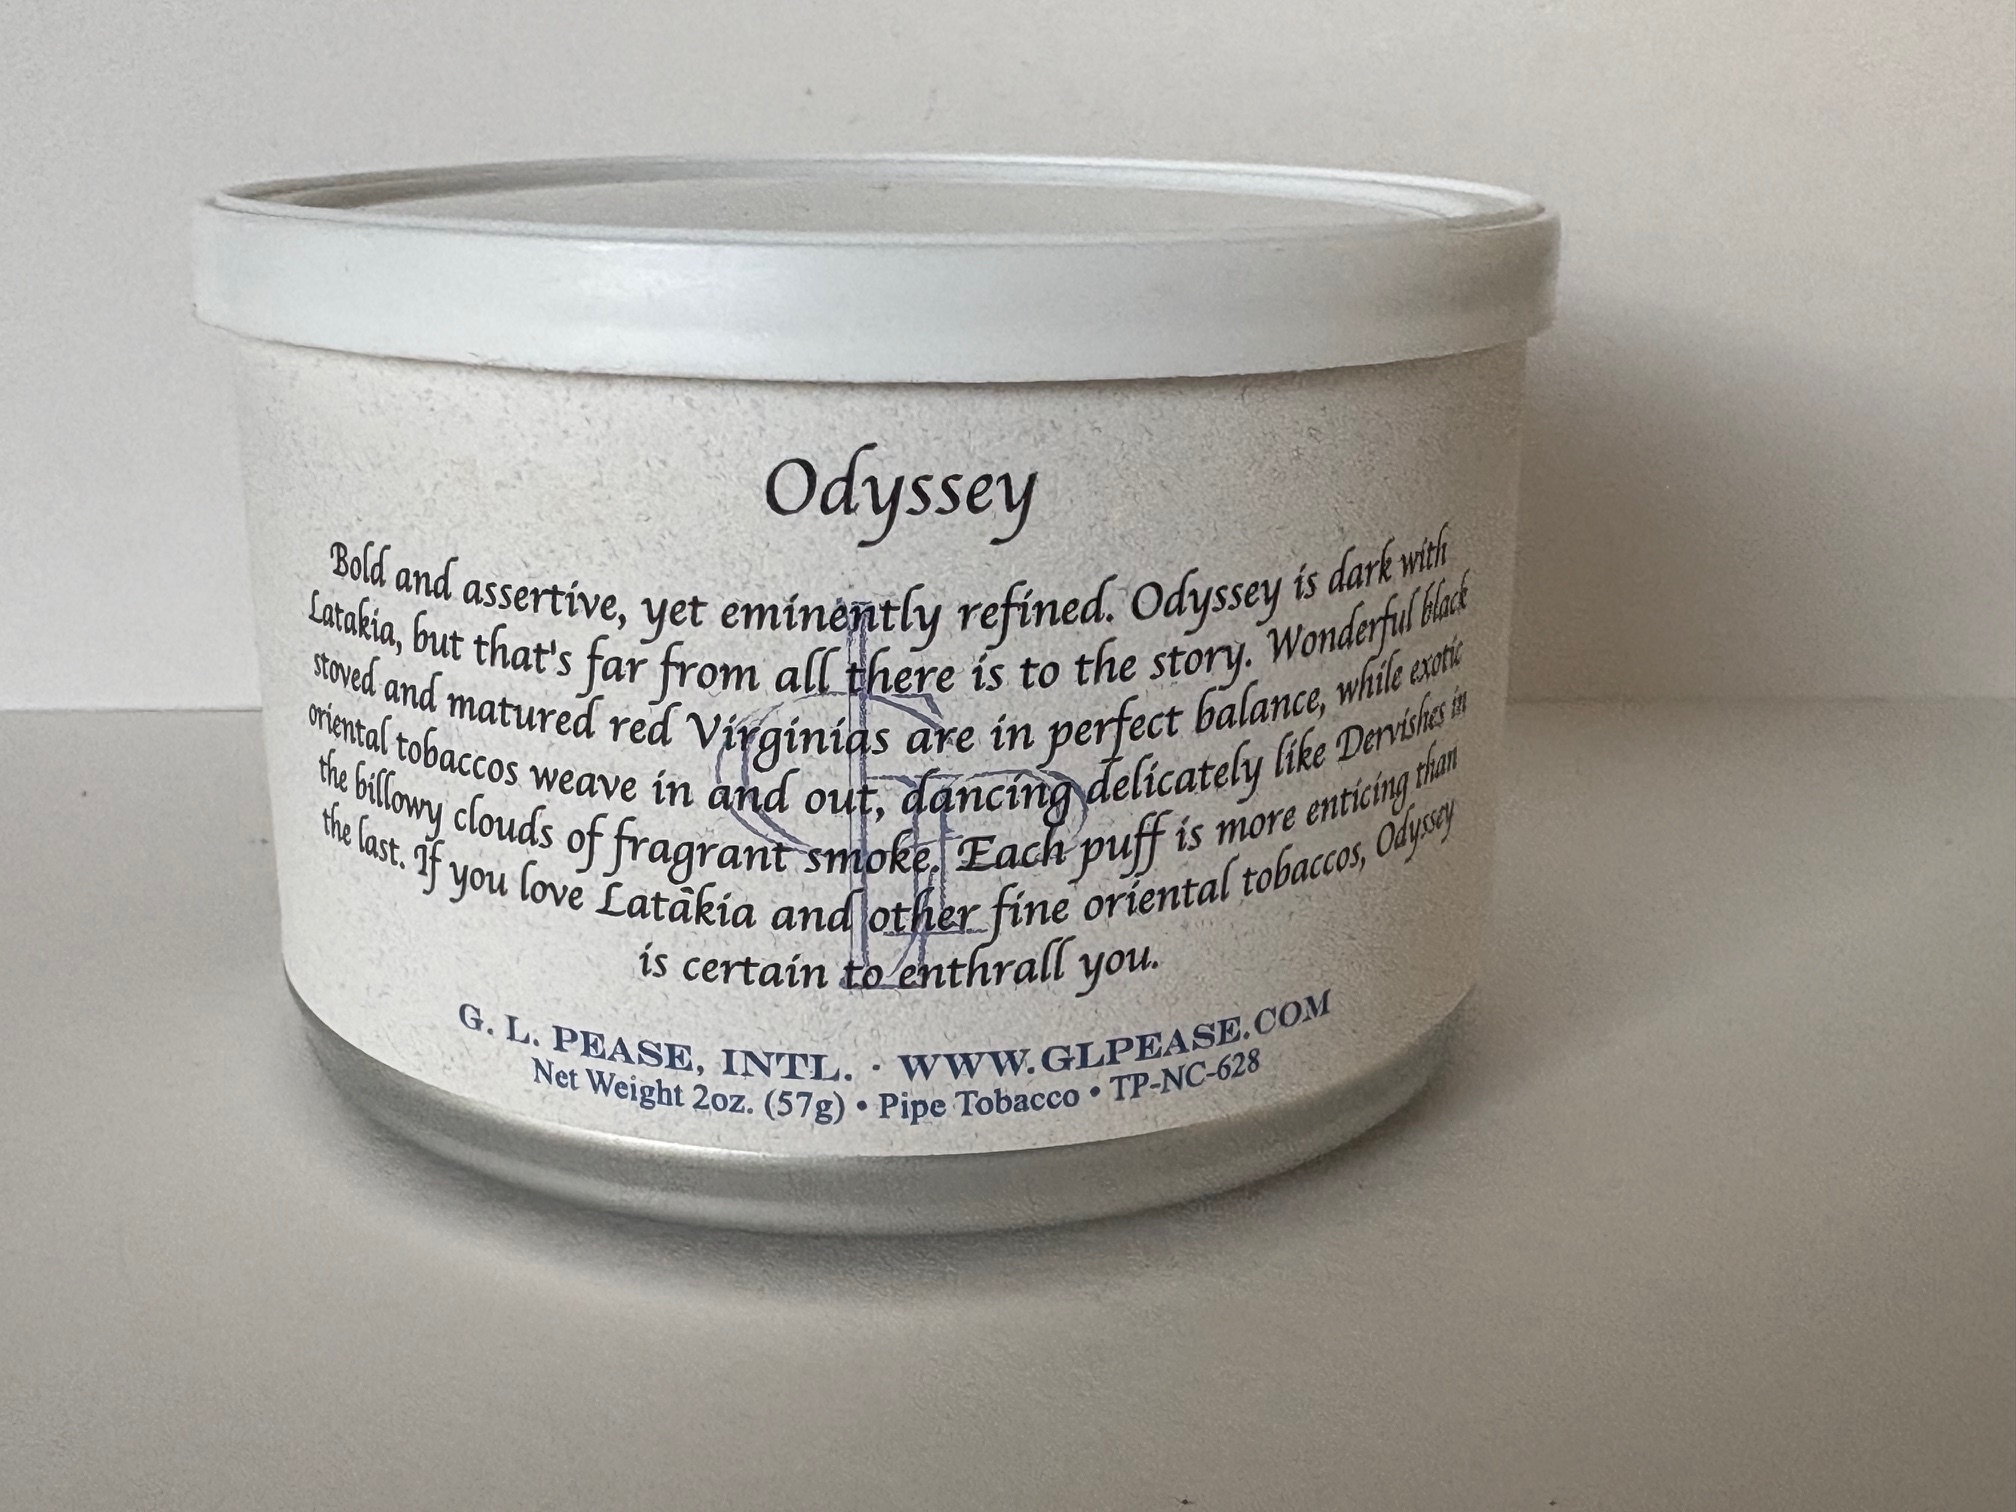 Odyssey
Bold and assertive, yet eminently refined. Odyssey is dark with
Latakia, but that's far from all there is to the story. Wonderful black
stoved and matured red Virginias are in perfect balance, while exotic
oriental tobaccos weave in and out, dancing delicately like Dervishes in
the billowy clouds of fragrant smoke. Each puff is more enticing than
the last. If you love Latâkia and other fine oriental tobaccos, Odyssey
is certain to enthrall you.
G. L. PEASE, INTL. · WWW.GLPEASE.COM
Net Weight 2oz. (57g) • Pipe Tobacco • TP-NC-628